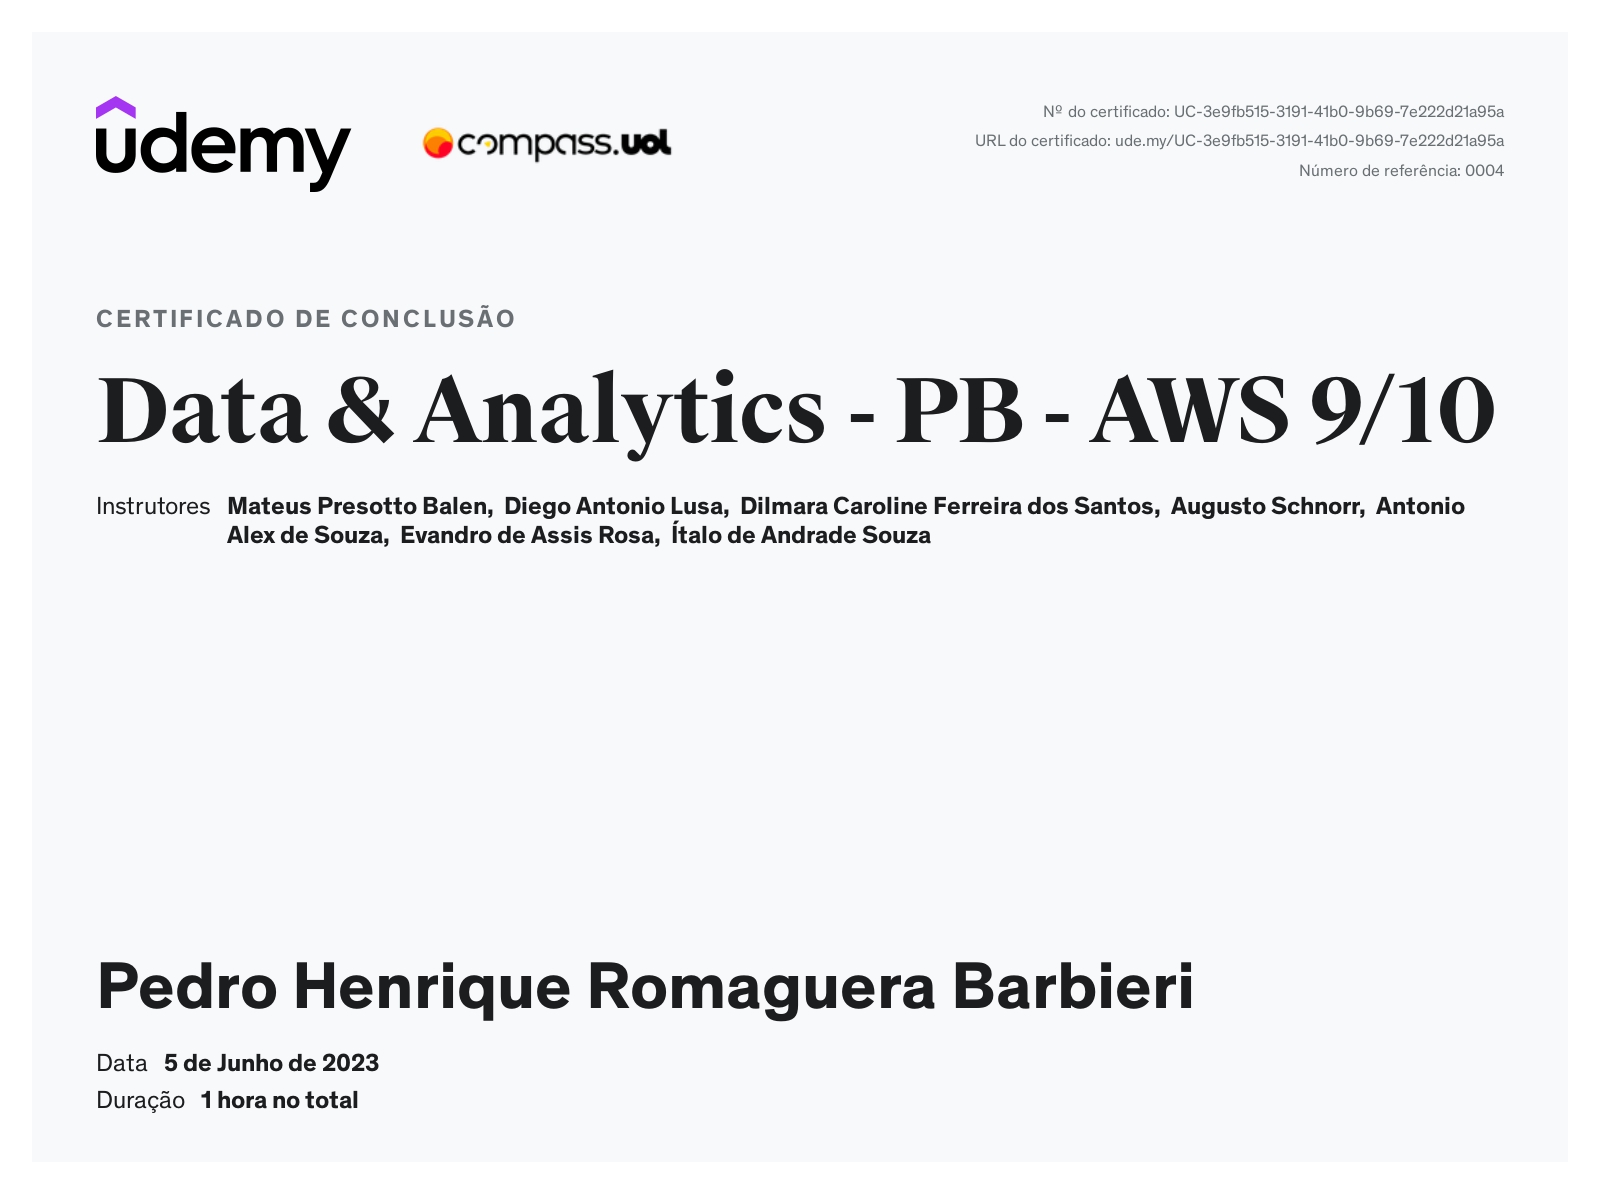 udemy
compass.uol
Nº do certificado: UC-3e9fb515-3191-41b0-9b69-7e222d21a95a
URL do certificado: ude.my/UC-3e9fb515-3191-41b0-9b69-7e222d21a95a
Número de referência: 0004
CERTIFICADO DE CONCLUSÃO
Data & Analytics - PB - AWS 9/10
Instrutores Mateus Presotto Balen, Diego Antonio Lusa, Dilmara Caroline Ferreira dos Santos, Augusto Schnorr, Antonio
Alex de Souza, Evandro de Assis Rosa, Ítalo de Andrade Souza
Pedro Henrique Romaguera Barbieri
Data 5 de Junho de 2023
Duração 1 hora no total